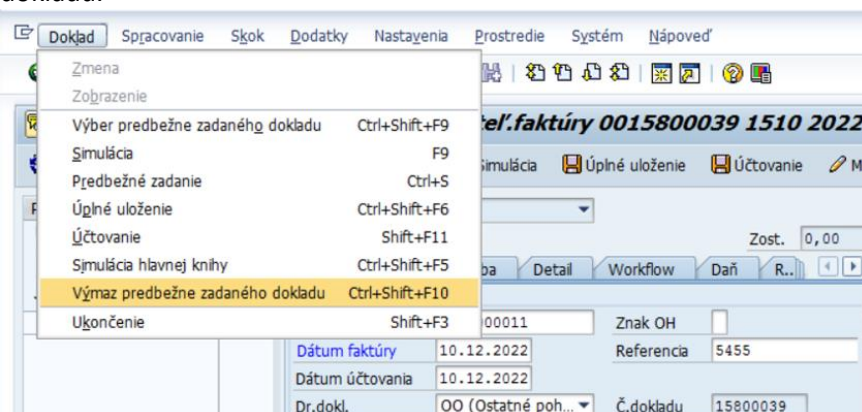 Doklad Spracovanie Skok Dodatky Nastavenia Prostredie Systém Nápoveď
Zmena
Zobrazenie
Výber predbežne zadaného dokladu Ctrl+Shift+F9
Simulácia F9
Predbežné zadanie Ctrl+S
Úplné uloženie Ctrl+Shift+F6
Účtovanie Shift+F11
Simulácia hlavnej knihy Ctrl+Shift+F5
Výmaz predbežne zadaného dokladu Ctrl+Shift+F10
Ukončenie Shift+F3
teľ.faktúry 0015800039 1510 2022
Simulácia Úplné uloženie Účtovanie M
Zost. 0,00
ba Detail Workflow Daň R..
000011 Znak OH
Dátum faktúry 10.12.2022 Referencia 5455
Dátum účtovania 10.12.2022
Dr.dokl. OO (Ostatné poh... Č.dokladu 15800039